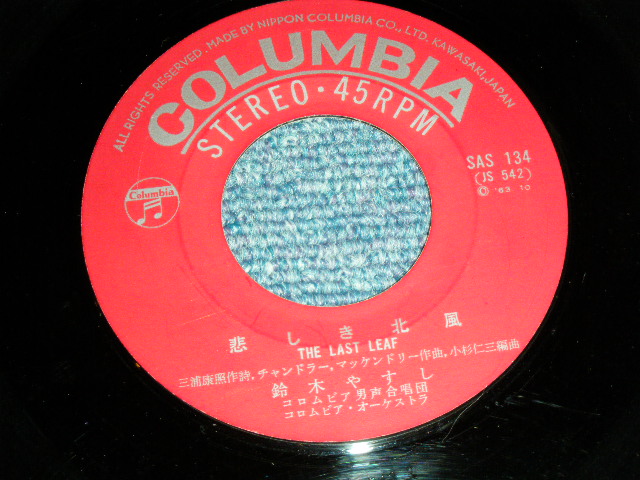 ALL RIGHTS RESERVED. MADE BY NIPPON COLUMBIA CO., LTD. KAWASAKI, JAPAN
COLUMBIA
STEREO・45RPM
SAS 134
(JS 542)
Ⓒ '63. 10
Columbia
悲しき北風
THE LAST LEAF
三浦康照作詩, チャンドラー, マッケンドリー作曲, 小杉仁三編曲
鈴木やすし
コロムビア男声合唱団
コロムビア・オーケストラ